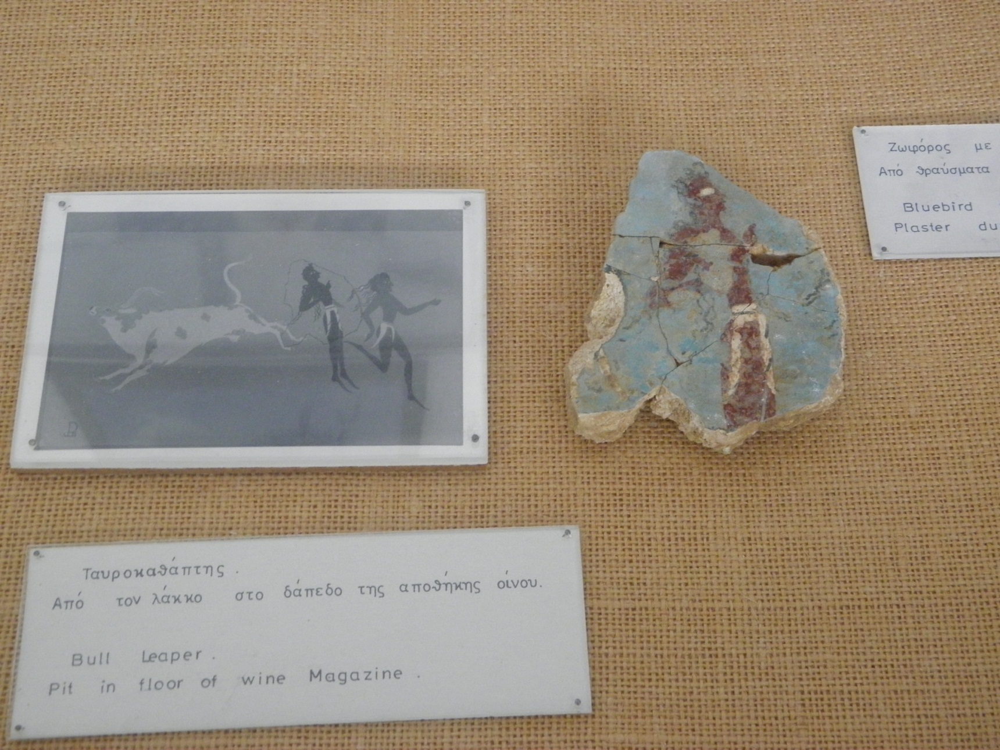 Ταυροκαθάπτης .
Από τον λάκκο στο δάπεδο της αποθήκης οίνου.
Bull Leaper .
Pit in floor of wine Magazine .
Ζωφόρος με
Από θραύσματα
Bluebird
Plaster du